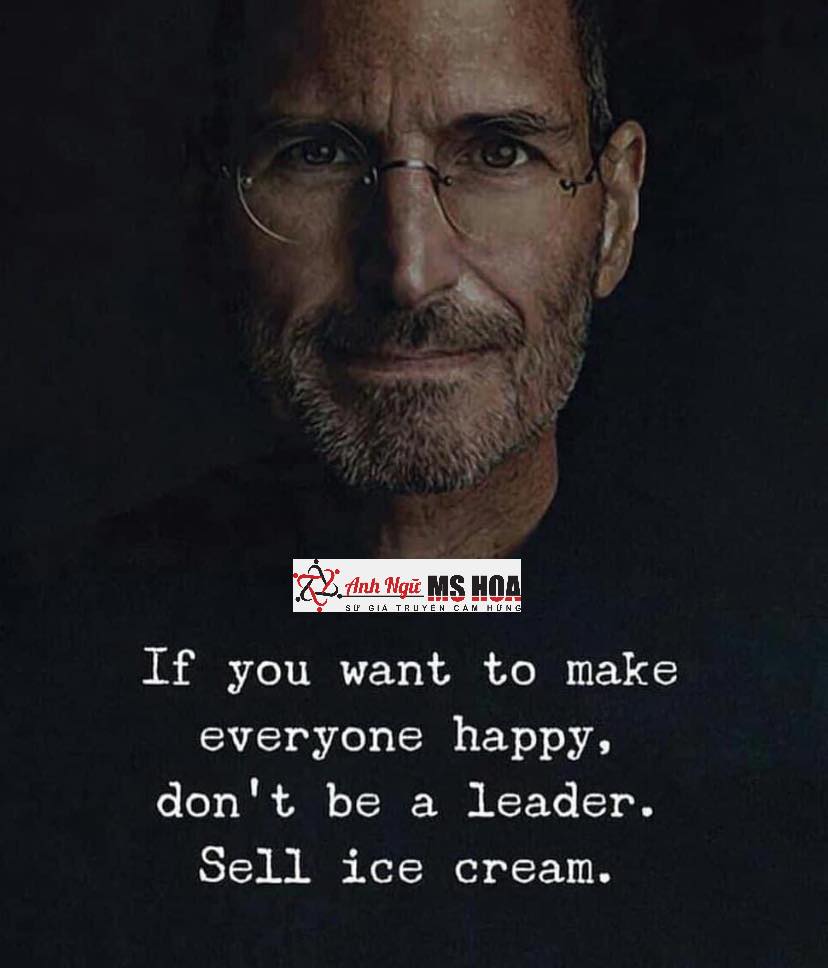 Anh Ngữ MS HOA
SỨ GIẢ TRUYỀN CẢM HỨNG
If you want to make
everyone happy,
don't be a leader.
Sell ice cream.